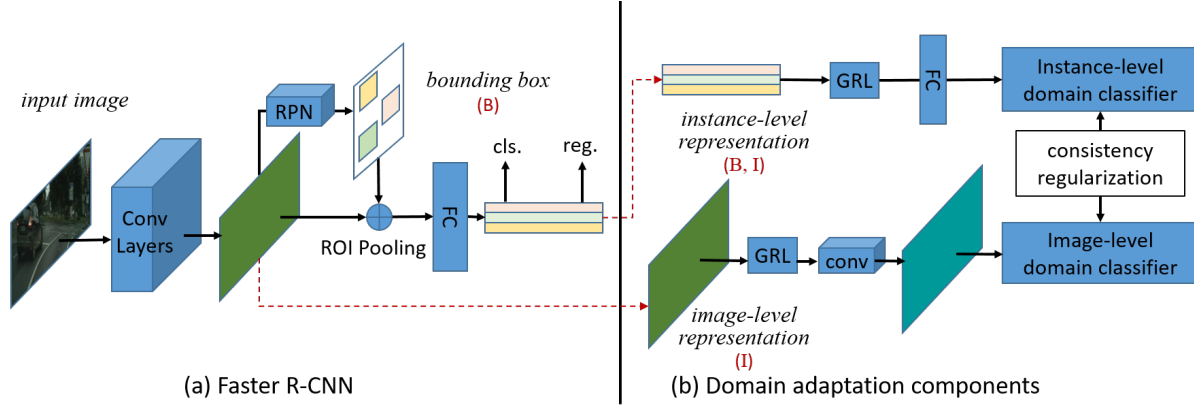 input image
Conv
Layers
RPN
bounding box
(B)
cls.
reg.
FC
ROI Pooling
(a) Faster R-CNN
instance-level
representation
(B, I)
GRL
FC
Instance-level
domain classifier
consistency
regularization
image-level
representation
(I)
GRL
conv
Image-level
domain classifier
(b) Domain adaptation components